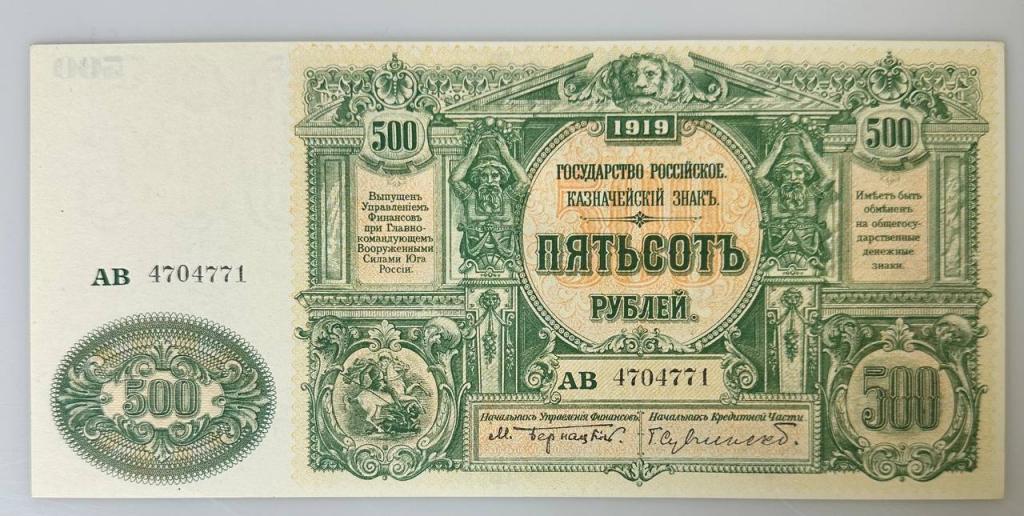 500
500
1919
ГОСУДАРСТВО РОССІЙСКОЕ.
КАЗНАЧЕЙСКІЙ ЗНАКЪ.
ПЯТЬСОТЪ
РУБЛЕЙ.
Выпущенъ
Управленіемъ
Финансовъ
при Главно-
командующемъ
Вооруженными
Силами Юга
Россіи.
Имѣетъ быть
обмѣненъ
на общегосу-
дарственные
денежные
знаки.
АВ 4704771
АВ 4704771
500
500
Начальникъ Управленія Финансовъ
М. Бернацкій.
Начальникъ Кредитной Части